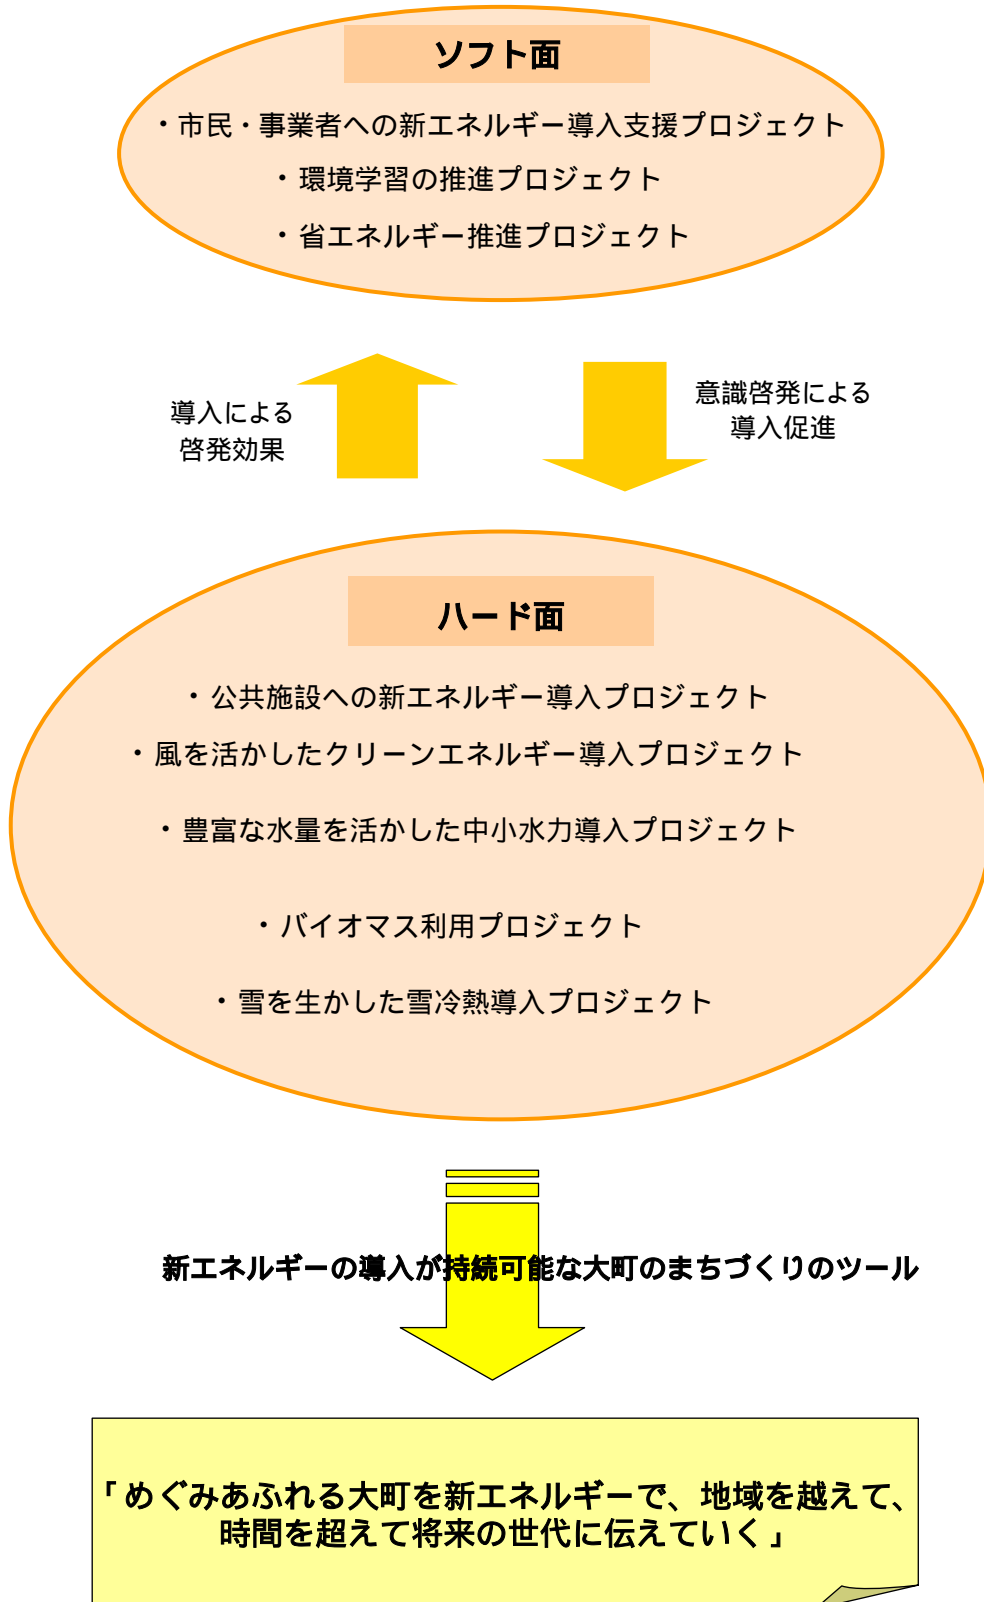 ソフト面
・市民・事業者への新エネルギー導入支援プロジェクト
・環境学習の推進プロジェクト
・省エネルギー推進プロジェクト
導入による
啓発効果
意識啓発による
導入促進
ハード面
・公共施設への新エネルギー導入プロジェクト
・風を活かしたクリーンエネルギー導入プロジェクト
・豊富な水量を活かした中小水力導入プロジェクト
・バイオマス利用プロジェクト
・雪を生かした雪冷熱導入プロジェクト
新エネルギーの導入が持続可能な大町のまちづくりのツール
「めぐみあふれる大町を新エネルギーで、地域を越えて、
時間を超えて将来の世代に伝えていく」